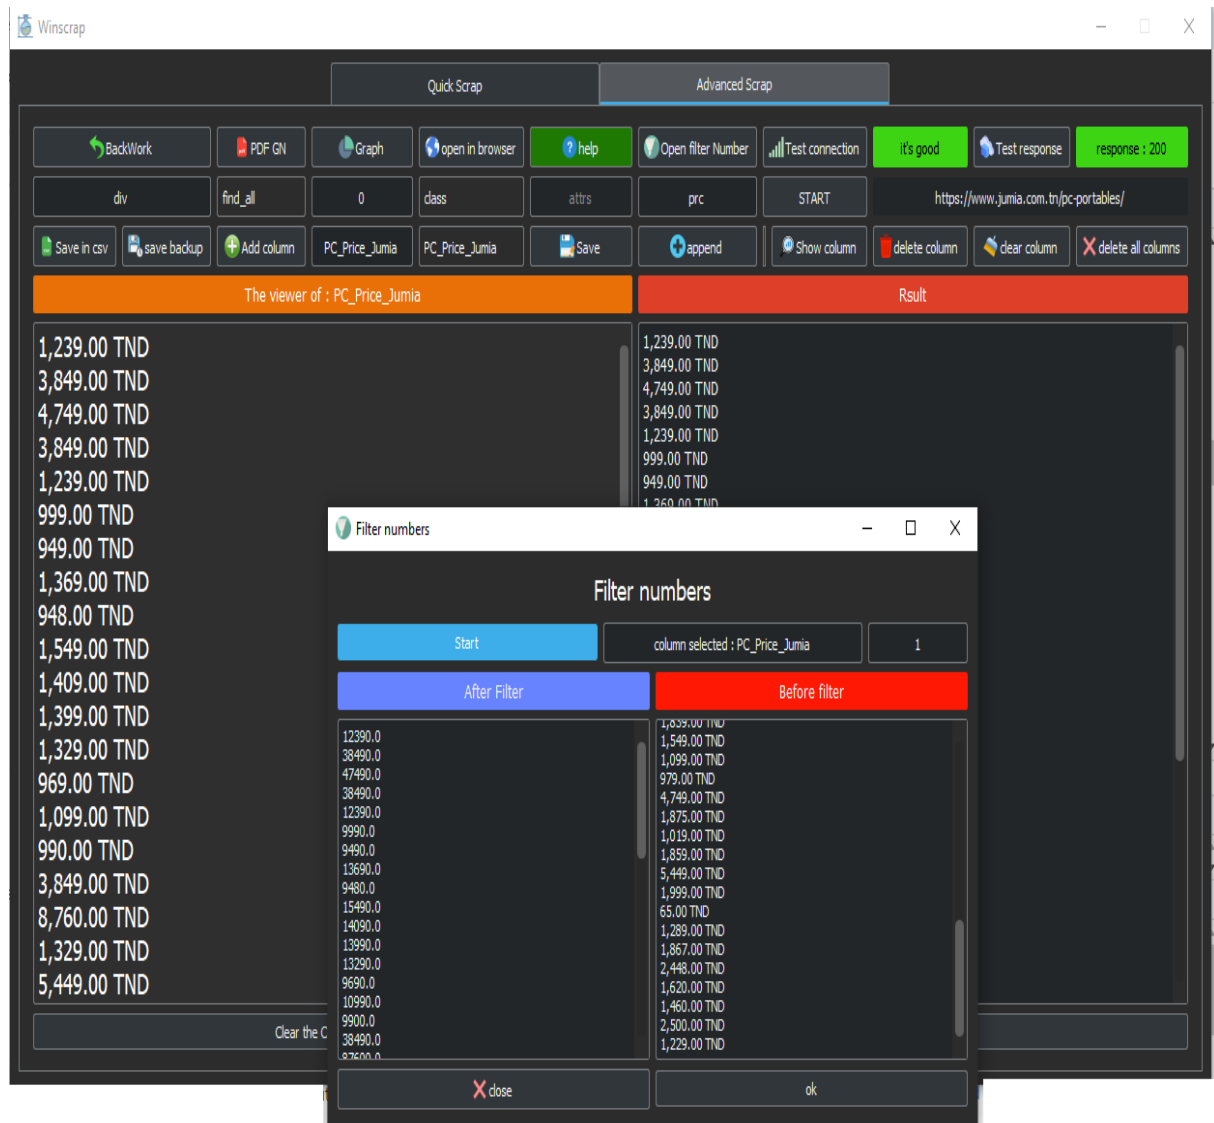 Winscrap
Quick Scrap
Advanced Scrap
BackWork
PDF GN
Graph
open in browser
help
Open filter Number
Test connection
it's good
Test response
response : 200
div
find_all
0
class
attrs
prc
START
https://www.jumia.com.tn/pc-portables/
Save in csv
save backup
Add column
PC_Price_Jumia
PC_Price_Jumia
Save
append
Show column
delete column
clear column
delete all columns
The viewer of : PC_Price_Jumia
Rsult
1,239.00 TND
3,849.00 TND
4,749.00 TND
3,849.00 TND
1,239.00 TND
999.00 TND
949.00 TND
1,369.00 TND
948.00 TND
1,549.00 TND
1,409.00 TND
1,399.00 TND
1,329.00 TND
969.00 TND
1,099.00 TND
990.00 TND
3,849.00 TND
8,760.00 TND
1,329.00 TND
5,449.00 TND
1,239.00 TND
3,849.00 TND
4,749.00 TND
3,849.00 TND
1,239.00 TND
999.00 TND
949.00 TND
1,369.00 TND
Clear the
Filter numbers
Filter numbers
Start
column selected : PC_Price_Jumia
1
After Filter
Before filter
12390.0
38490.0
47490.0
38490.0
12390.0
9990.0
9490.0
13690.0
9480.0
15490.0
14090.0
13990.0
13290.0
9690.0
10990.0
9900.0
38490.0
87600.0
1,839.00 TND
1,549.00 TND
1,099.00 TND
979.00 TND
4,749.00 TND
1,875.00 TND
1,019.00 TND
1,859.00 TND
5,449.00 TND
1,999.00 TND
65.00 TND
1,289.00 TND
1,867.00 TND
2,448.00 TND
1,620.00 TND
1,460.00 TND
2,500.00 TND
1,229.00 TND
close
ok